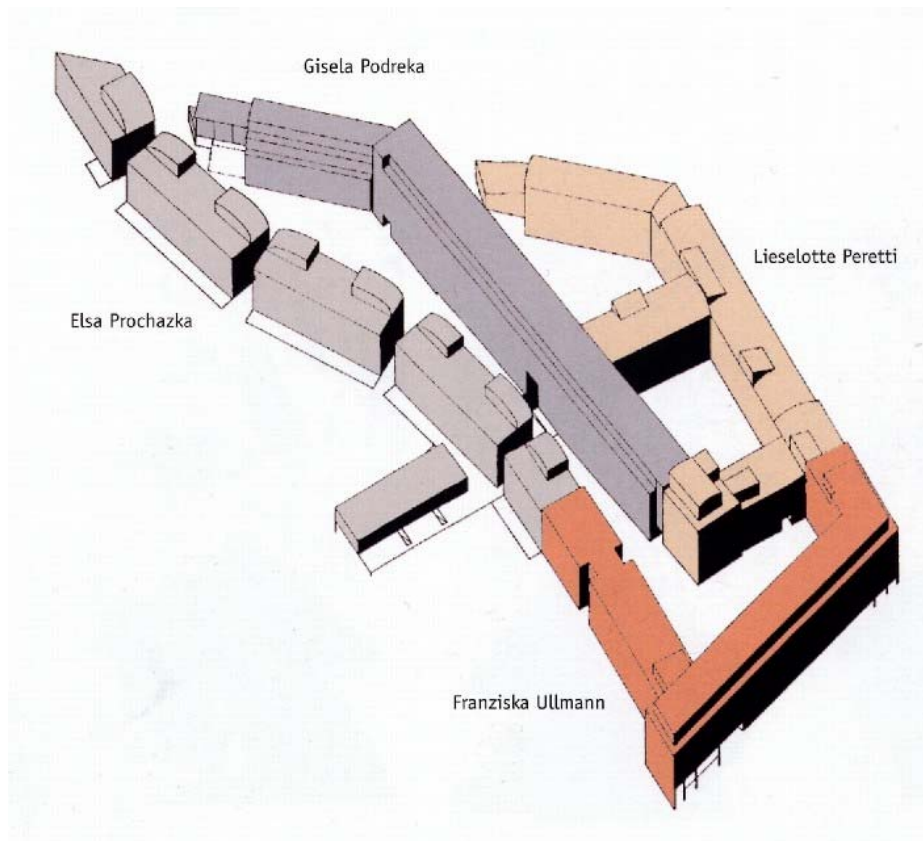 Gisela Podreka
Lieselotte Peretti
Elsa Prochazka
Franziska Ullmann